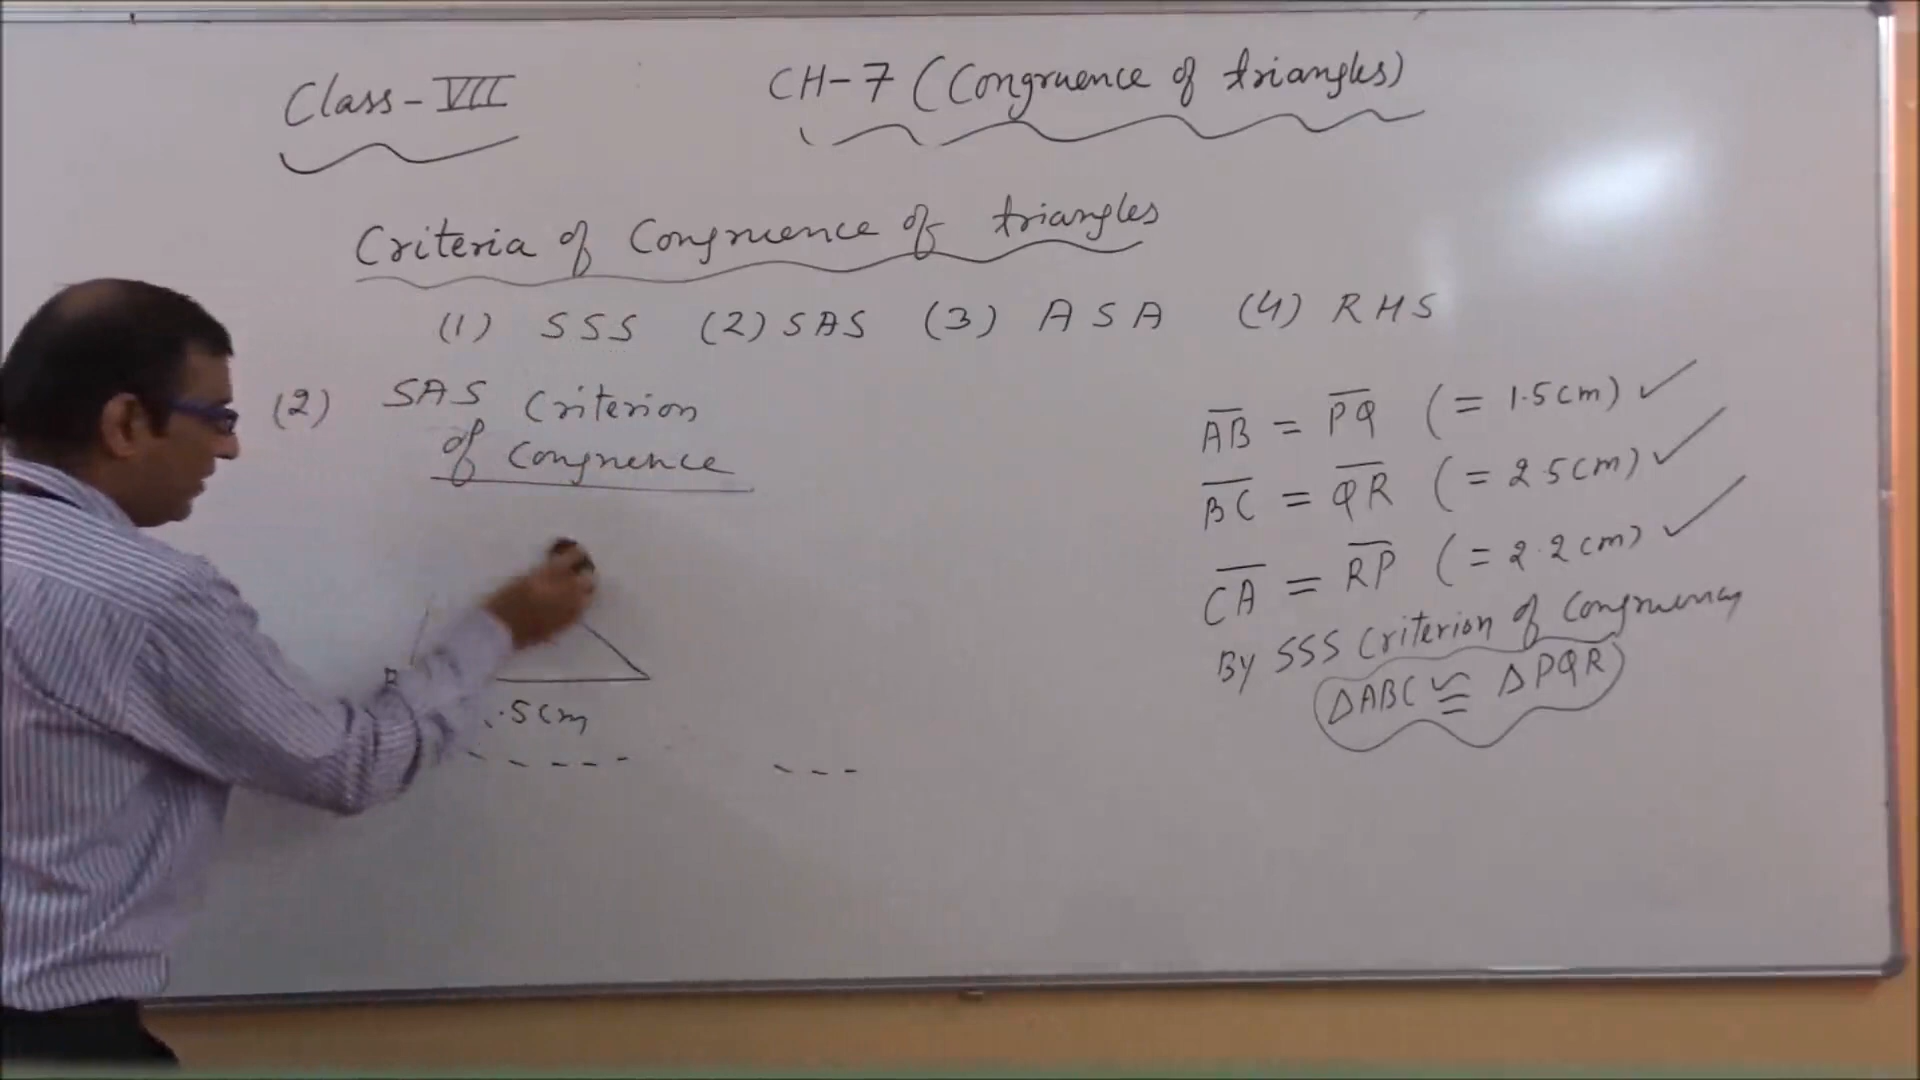 Class-VII
CH-7 (Congruence of triangles)
Criteria of Congruence of triangles
(1) SSS (2) SAS (3) ASA (4) RHS
(2) SAS Criterion
of Congruence
B
.5cm
AB = PQ (= 1.5cm) ✓
BC = QR (= 2.5cm) ✓
CA = RP (= 2.2cm) ✓
By SSS Criterion of Congruency
ΔABC ≅ ΔPQR